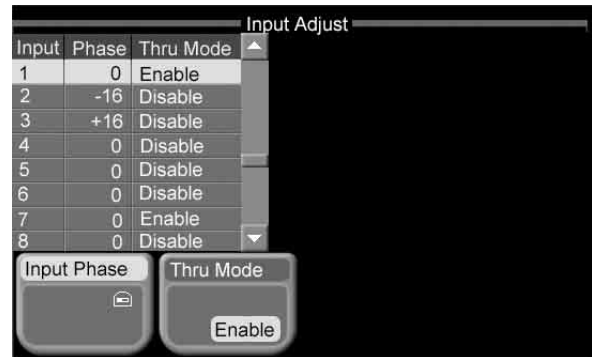 Input Adjust
Input Phase Thru Mode
1 0 Enable
2 -16 Disable
3 +16 Disable
4 0 Disable
5 0 Disable
6 0 Disable
7 0 Enable
8 0 Disable
Input Phase Thru Mode
Enable